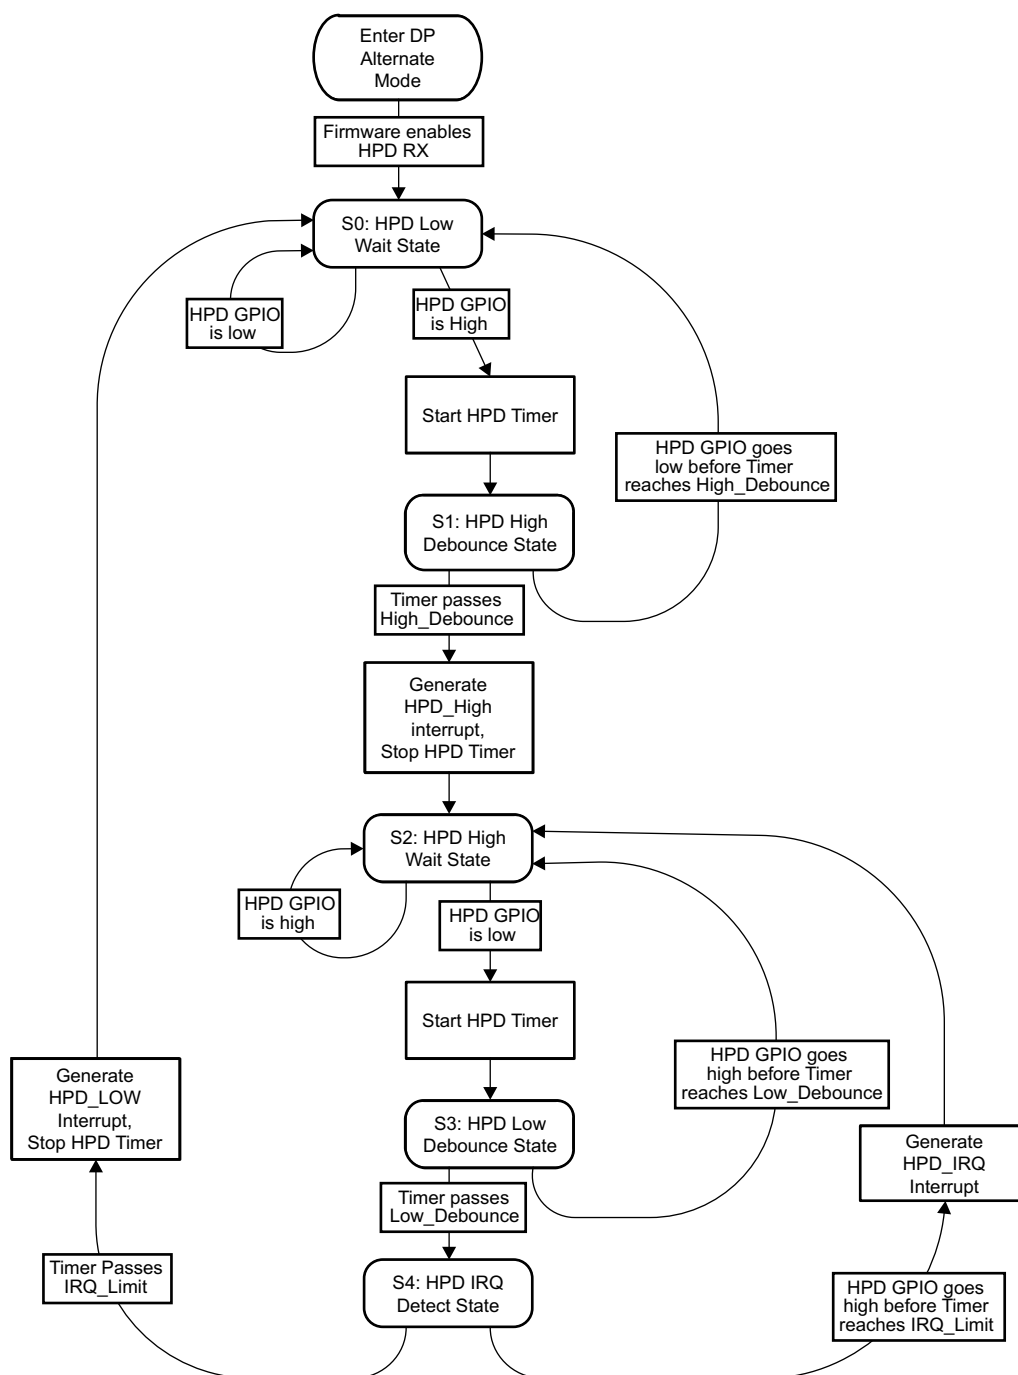 Enter DP
Alternate
Mode
Firmware enables
HPD RX
S0: HPD Low
Wait State
HPD GPIO
is low
HPD GPIO
is High
Start HPD Timer
HPD GPIO goes
low before Timer
reaches High_Debounce
S1: HPD High
Debounce State
Timer passes
High_Debounce
Generate
HPD_High
interrupt,
Stop HPD Timer
S2: HPD High
Wait State
HPD GPIO
is high
HPD GPIO
is low
Start HPD Timer
HPD GPIO goes
high before Timer
reaches Low_Debounce
Generate
HPD_LOW
Interrupt,
Stop HPD Timer
S3: HPD Low
Debounce State
Generate
HPD_IRQ
Interrupt
Timer passes
Low_Debounce
Timer Passes
IRQ_Limit
S4: HPD IRQ
Detect State
HPD GPIO goes
high before Timer
reaches IRQ_Limit